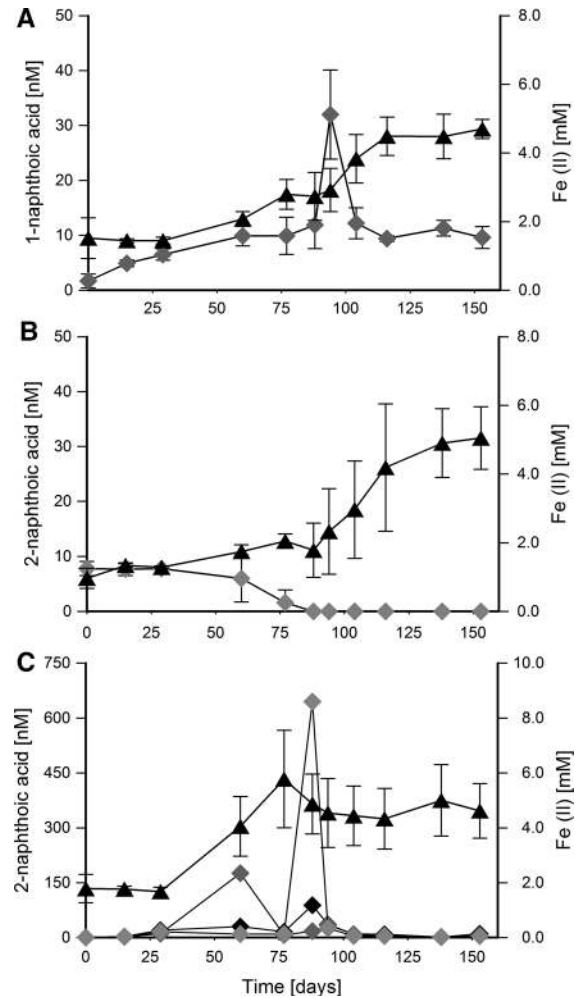 A
50
40
30
20
10
0
1-naphthoic acid [nM]
8.0
6.0
4.0
2.0
0.0
Fe (II) [mM]
0 25 50 75 100 125 150
B
50
40
30
20
10
0
2-naphthoic acid [nM]
8.0
6.0
4.0
2.0
0.0
Fe (II) [mM]
0 25 50 75 100 125 150
C
750
600
450
300
150
0
2-naphthoic acid [nM]
10.0
8.0
6.0
4.0
2.0
0.0
Fe (II) [mM]
0 25 50 75 100 125 150
Time [days]